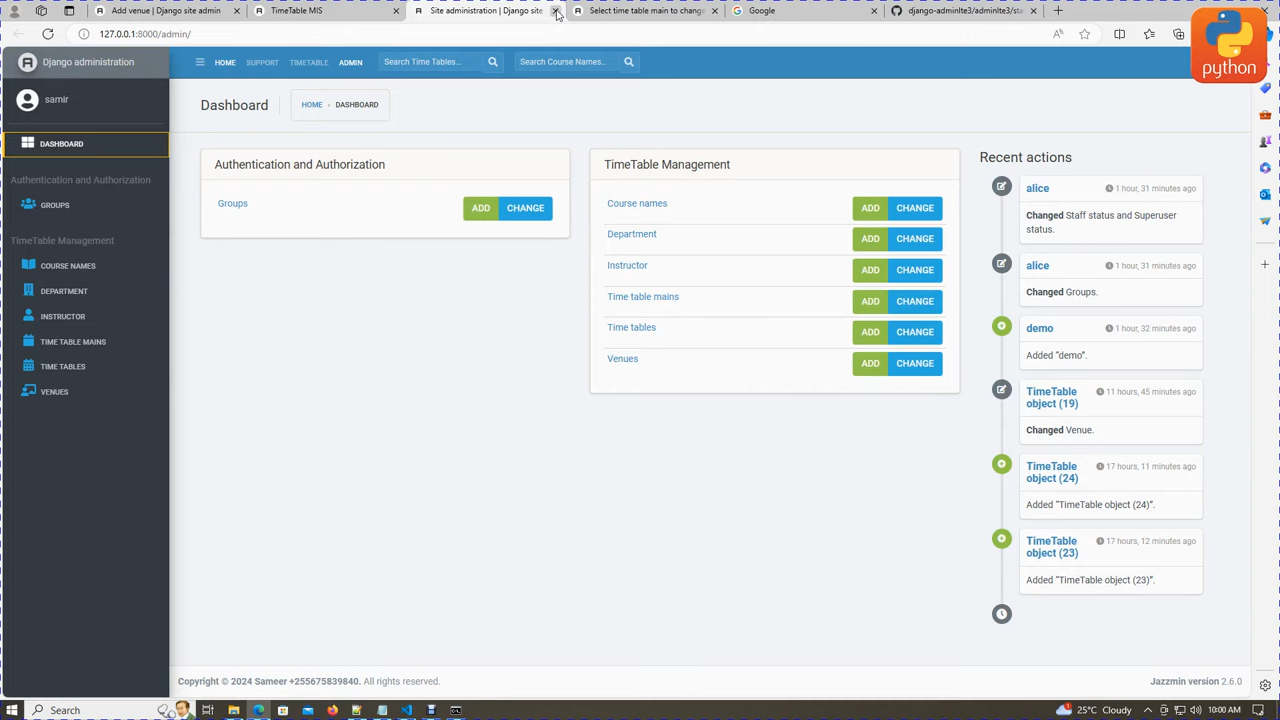 Add venue | Django site admin
TimeTable MIS
Site administration | Django site
Select time table main to change
Google
django-adminlte3/adminlte3/sta
127.0.0.1:8000/admin/
python
Django administration
samir
DASHBOARD
Authentication and Authorization
GROUPS
TimeTable Management
COURSE NAMES
DEPARTMENT
INSTRUCTOR
TIME TABLE MAINS
TIME TABLES
VENUES
HOME SUPPORT TIMETABLE ADMIN Search Time Tables... Search Course Names...
Dashboard HOME DASHBOARD
Authentication and Authorization
Groups ADD CHANGE
TimeTable Management
Course names ADD CHANGE
Department ADD CHANGE
Instructor ADD CHANGE
Time table mains ADD CHANGE
Time tables ADD CHANGE
Venues ADD CHANGE
Recent actions
alice 1 hour, 31 minutes ago
Changed Staff status and Superuser
status.
alice 1 hour, 31 minutes ago
Changed Groups.
demo 1 hour, 32 minutes ago
Added “demo”.
TimeTable 11 hours, 45 minutes ago
object (19)
Changed Venue.
TimeTable 17 hours, 11 minutes ago
object (24)
Added “TimeTable object (24)”.
TimeTable 17 hours, 12 minutes ago
object (23)
Added “TimeTable object (23)”.
Copyright © 2024 Sameer +255675839840. All rights reserved.
Jazzmin version 2.6.0
Search
25°C Cloudy
10:00 AM